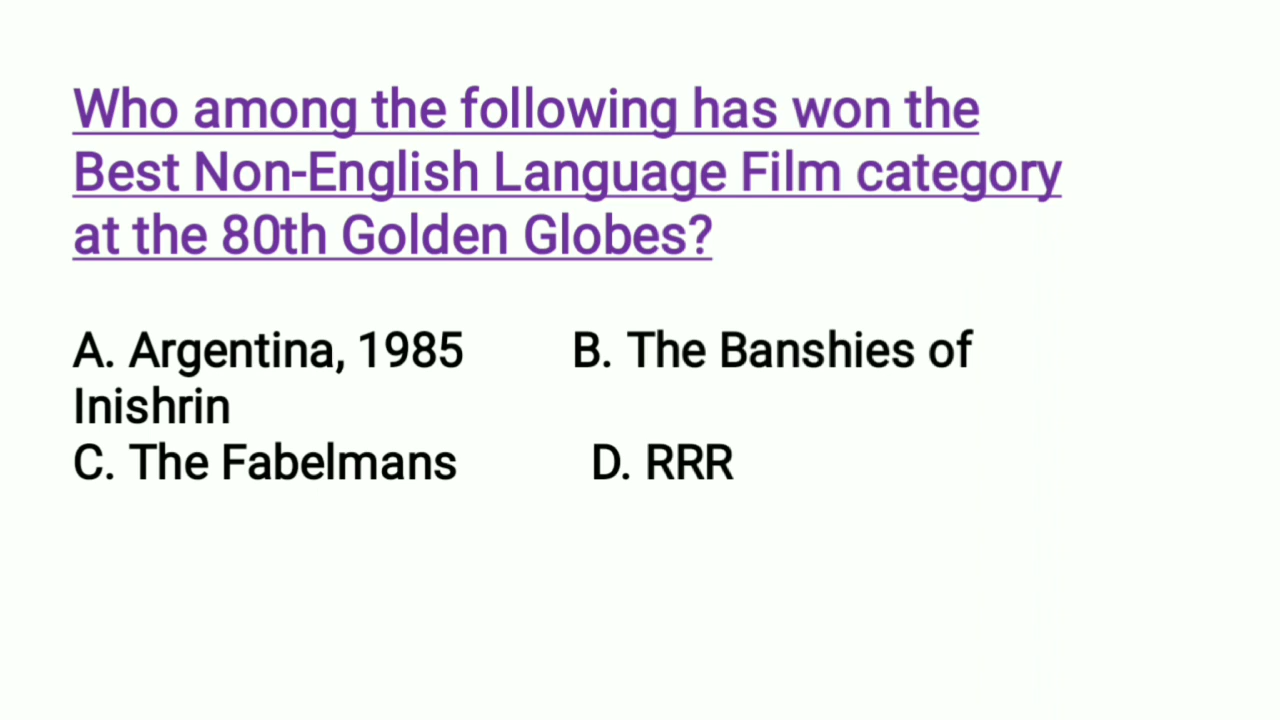 Who among the following has won the
Best Non-English Language Film category
at the 80th Golden Globes?
A. Argentina, 1985 B. The Banshies of
Inishrin
C. The Fabelmans D. RRR